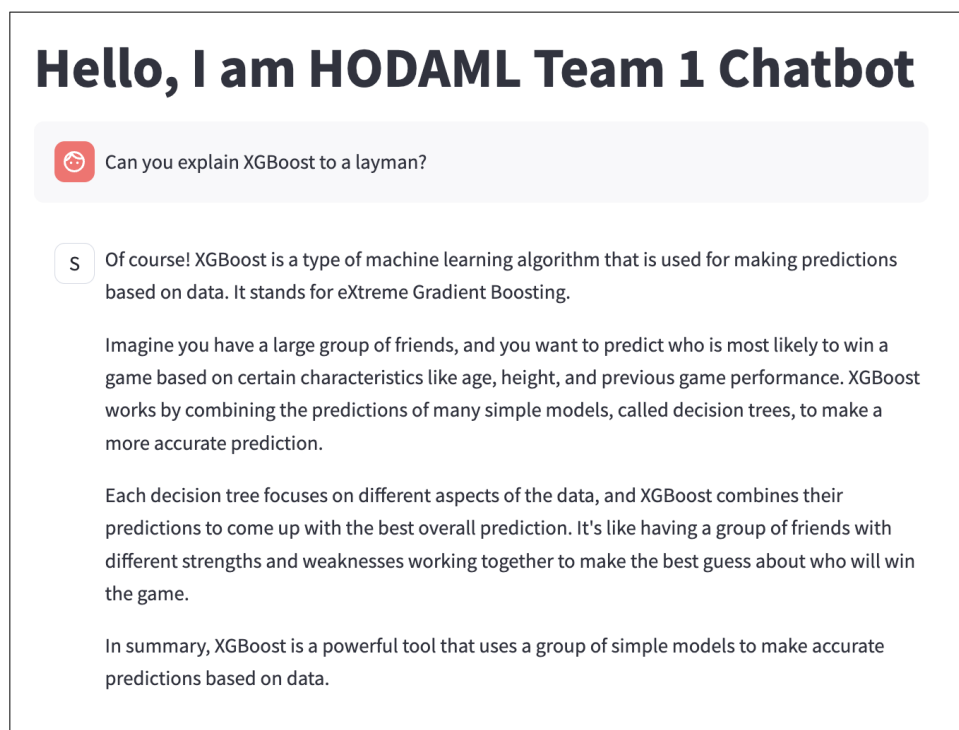 Hello, I am HODAML Team 1 Chatbot
Can you explain XGBoost to a layman?
S
Of course! XGBoost is a type of machine learning algorithm that is used for making predictions
based on data. It stands for eXtreme Gradient Boosting.
Imagine you have a large group of friends, and you want to predict who is most likely to win a
game based on certain characteristics like age, height, and previous game performance. XGBoost
works by combining the predictions of many simple models, called decision trees, to make a
more accurate prediction.
Each decision tree focuses on different aspects of the data, and XGBoost combines their
predictions to come up with the best overall prediction. It's like having a group of friends with
different strengths and weaknesses working together to make the best guess about who will win
the game.
In summary, XGBoost is a powerful tool that uses a group of simple models to make accurate
predictions based on data.